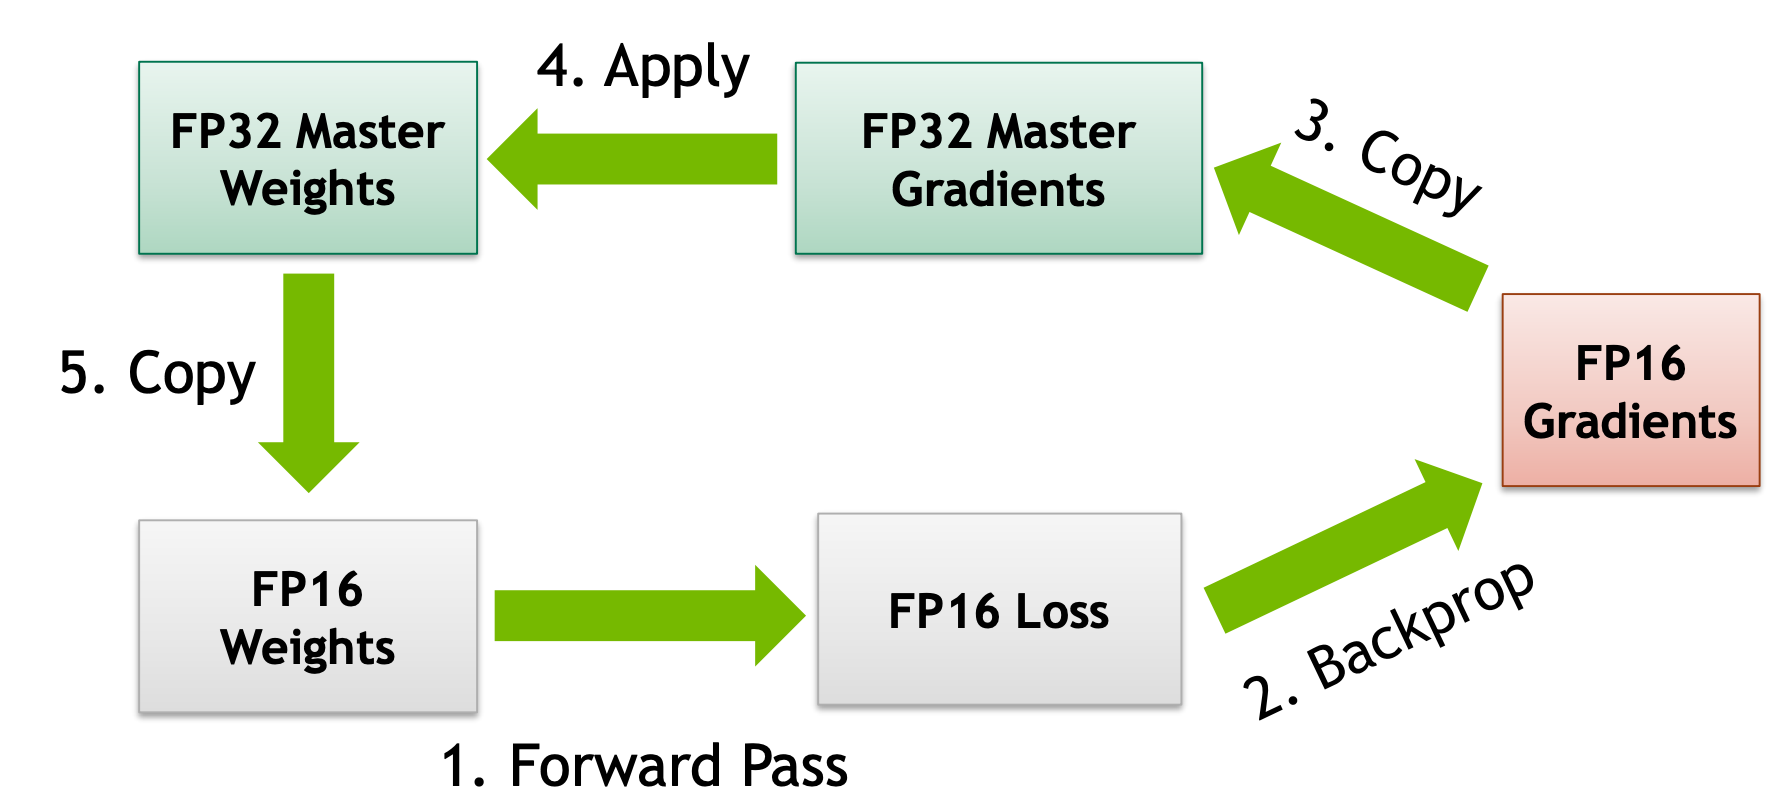 4. Apply
FP32 Master
Weights
FP32 Master
Gradients
3. Copy
5. Copy
FP16
Gradients
FP16
Weights
FP16 Loss
2. Backprop
1. Forward Pass